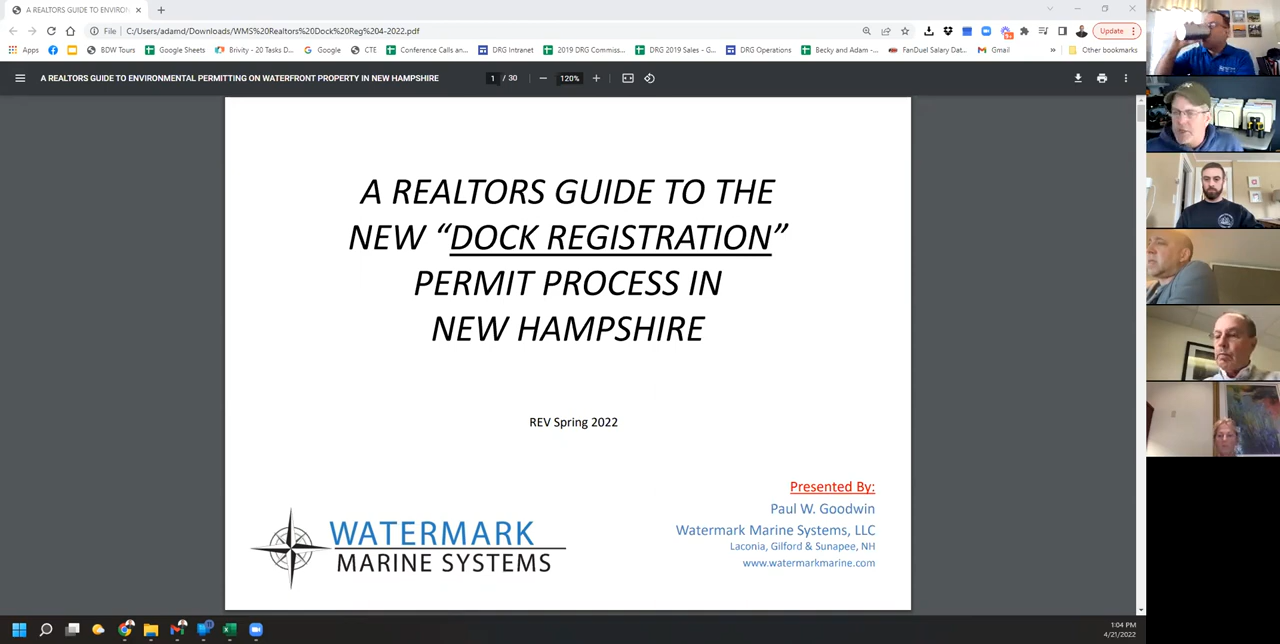 A REALTORS GUIDE TO ENVIRON
File
C:/Users/adamd/Downloads/WMS%20Realtors%20Dock%20Reg%204-2022.pdf
Update
Apps
BDW Tours
Google Sheets
Brivity - 20 Tasks D...
Google
CTE
Conference Calls an...
DRG Intranet
2019 DRG Commiss...
DRG 2019 Sales - G...
DRG Operations
Becky and Adam -...
FanDuel Salary Dat...
Gmail
»
Other bookmarks
A REALTORS GUIDE TO ENVIRONMENTAL PERMITTING ON WATERFRONT PROPERTY IN NEW HAMPSHIRE
1 / 30
120%
A REALTORS GUIDE TO THE
NEW “DOCK REGISTRATION”
PERMIT PROCESS IN
NEW HAMPSHIRE
REV Spring 2022
Presented By:
Paul W. Goodwin
Watermark Marine Systems, LLC
Laconia, Gilford & Sunapee, NH
www.watermarkmarine.com
WATERMARK
MARINE SYSTEMS
1:04 PM
4/21/2022